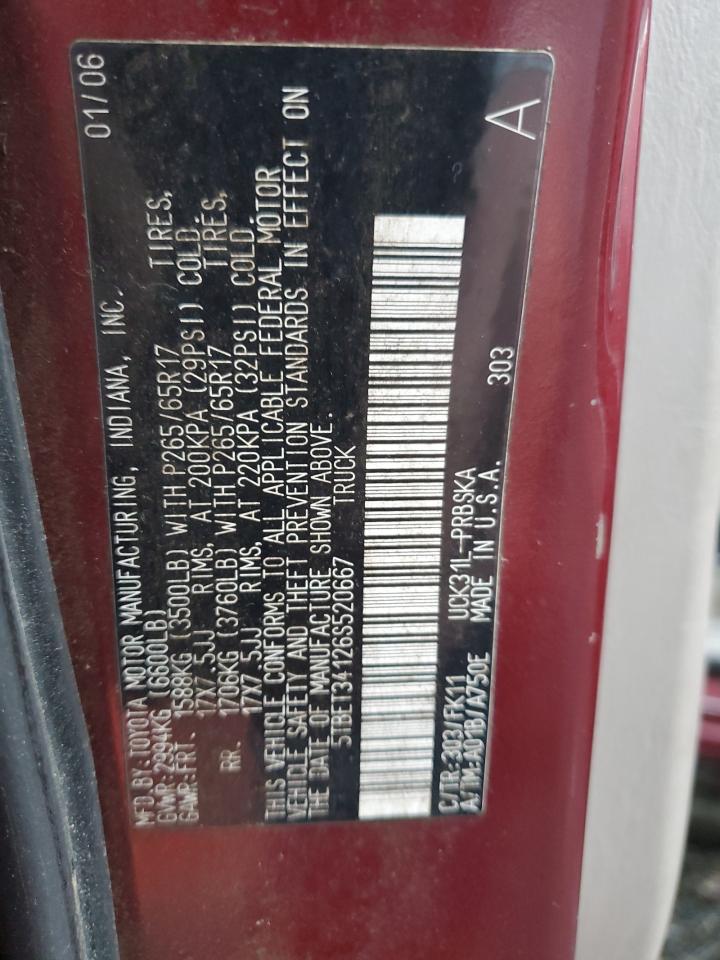 MFD.BY:TOYOTA MOTOR MANUFACTURING, INDIANA, INC. 01/06
GVWR:2994KG (6600LB)
GAWR:FRT. 1588KG (3500LB) WITH P265/65R17 TIRES,
17X7.5JJ RIMS, AT 200KPA (29PSI) COLD.
RR. 1706KG (3760LB) WITH P265/65R17 TIRES,
17X7.5JJ RIMS, AT 220KPA (32PSI) COLD.
THIS VEHICLE CONFORMS TO ALL APPLICABLE FEDERAL MOTOR
VEHICLE SAFETY AND THEFT PREVENTION STANDARDS IN EFFECT ON
THE DATE OF MANUFACTURE SHOWN ABOVE.
5TBET34126S520667 TRUCK
C/TR:303/FK11 UCK31L-PRBSKA 303
A/TM:A01B/A750E MADE IN U.S.A.
A